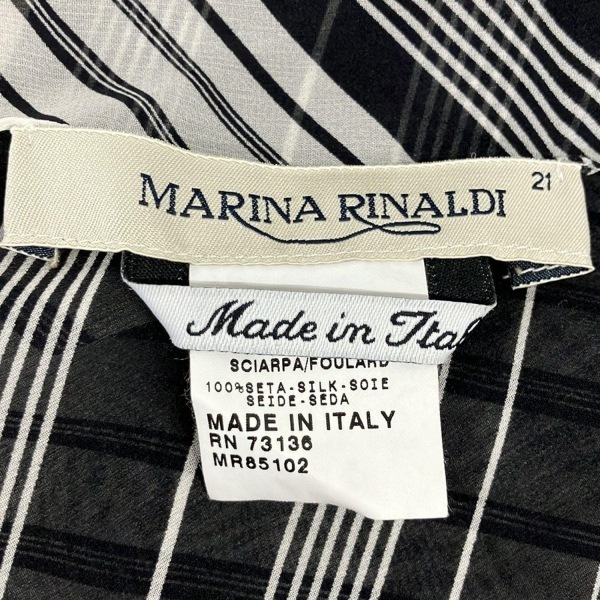 MARINA RINALDI 21
Made in Ita
SCIARPA/FOULARD
100%SETA-SILK-SOIE
SEIDE-SEDA
MADE IN ITALY
RN 73136
MR85102